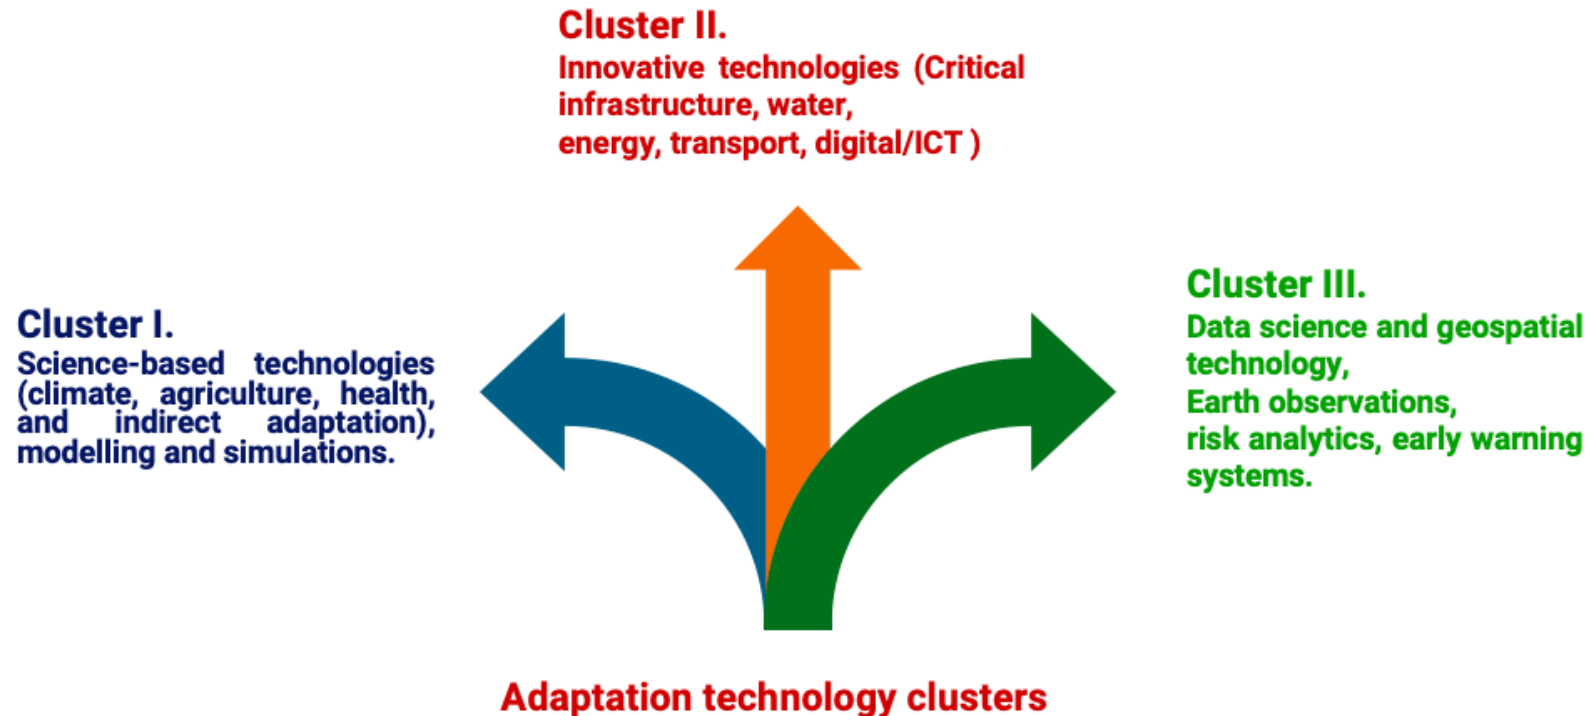 Cluster II.
Innovative technologies (Critical
infrastructure, water,
energy, transport, digital/ICT )
Cluster I.
Science-based technologies
(climate, agriculture, health,
and indirect adaptation),
modelling and simulations.
Cluster III.
Data science and geospatial
technology,
Earth observations,
risk analytics, early warning
systems.
Adaptation technology clusters